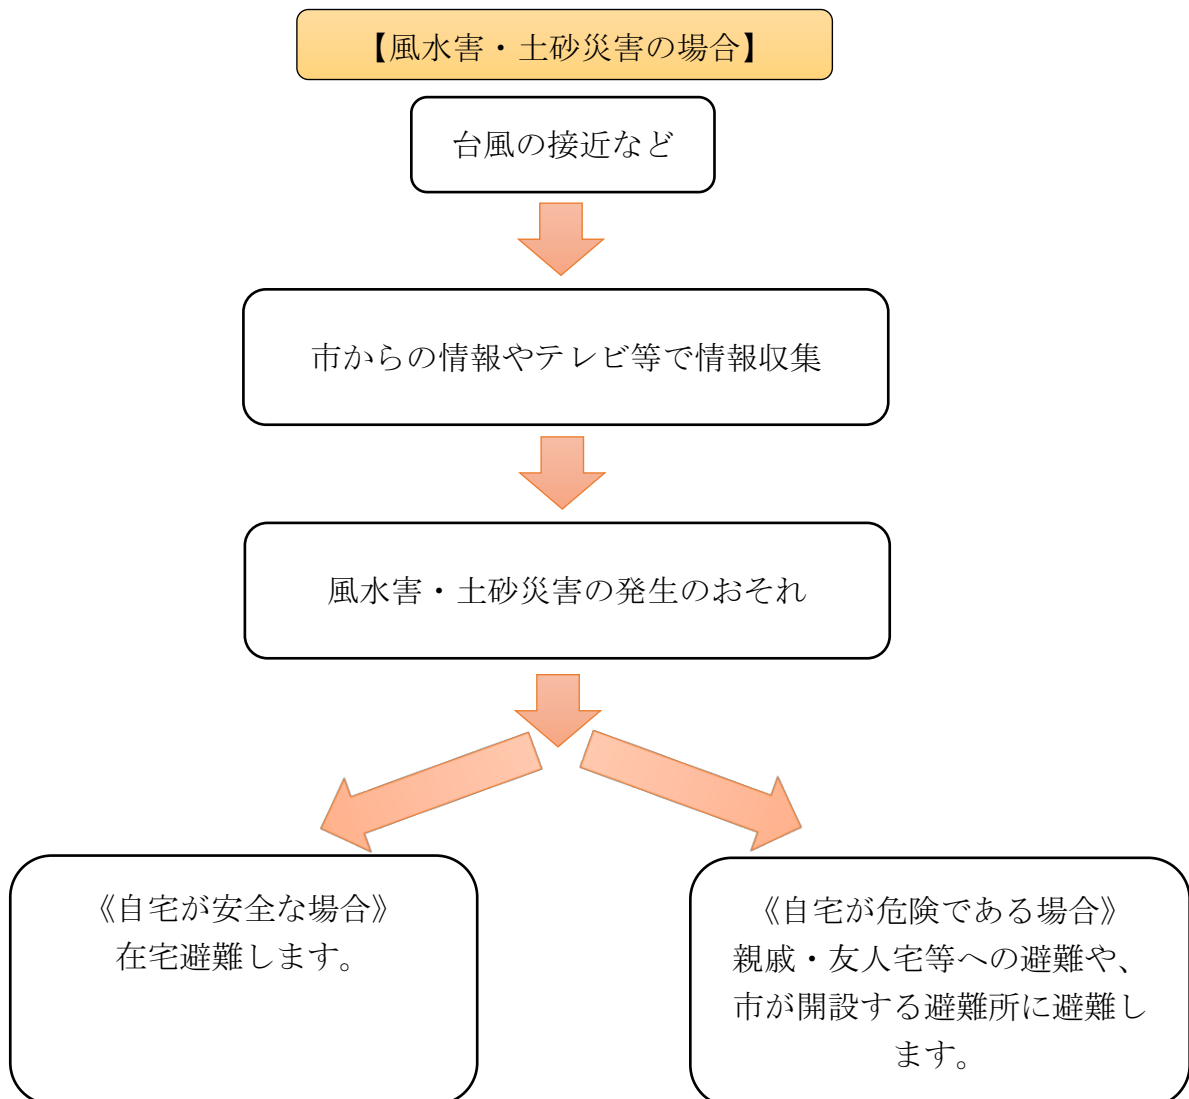 【風水害・土砂災害の場合】
台風の接近など
市からの情報やテレビ等で情報収集
風水害・土砂災害の発生のおそれ
《自宅が安全な場合》
在宅避難します。
《自宅が危険である場合》
親戚・友人宅等への避難や、
市が開設する避難所に避難し
ます。